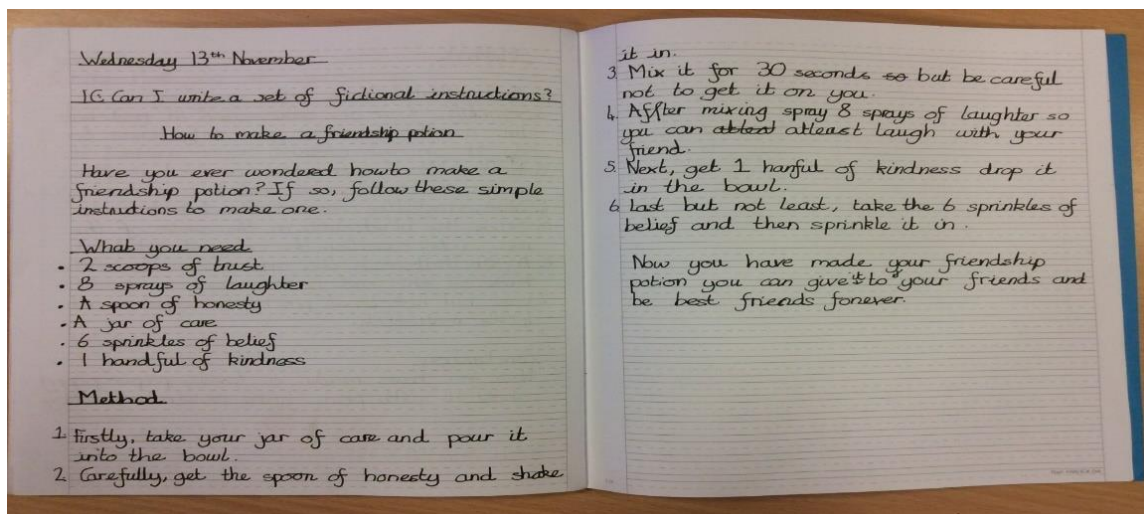 Wednesday 13th November
IC Can I write a set of fictional instructions?
How to make a friendship potion
Have you ever wondered howto make a
friendship potion? If so, follow these simple
instrutions to make one.
What you need
• 2 scoops of trust
• 8 sprays of laughter
• A spoon of honesty
• A jar of care
• 6 sprinkles of belief
• 1 handful of kindness
Method
1. Firstly, take your jar of care and pour it
into the bowl.
2. Carefully, get the spoon of honesty and shake
it in.
3. Mix it for 30 seconds so but be careful
not to get it on you.
4. Affter mixing spray 8 sprays of laughter so
you can atleast laugh with your
friend.
5. Next, get 1 hanful of kindness drop it
in the bowl.
6. Last but not least, take the 6 sprinkles of
belief and then sprinkle it in.
Now you have made your friendship
potion you can give it to your friends and
be best friends forever.